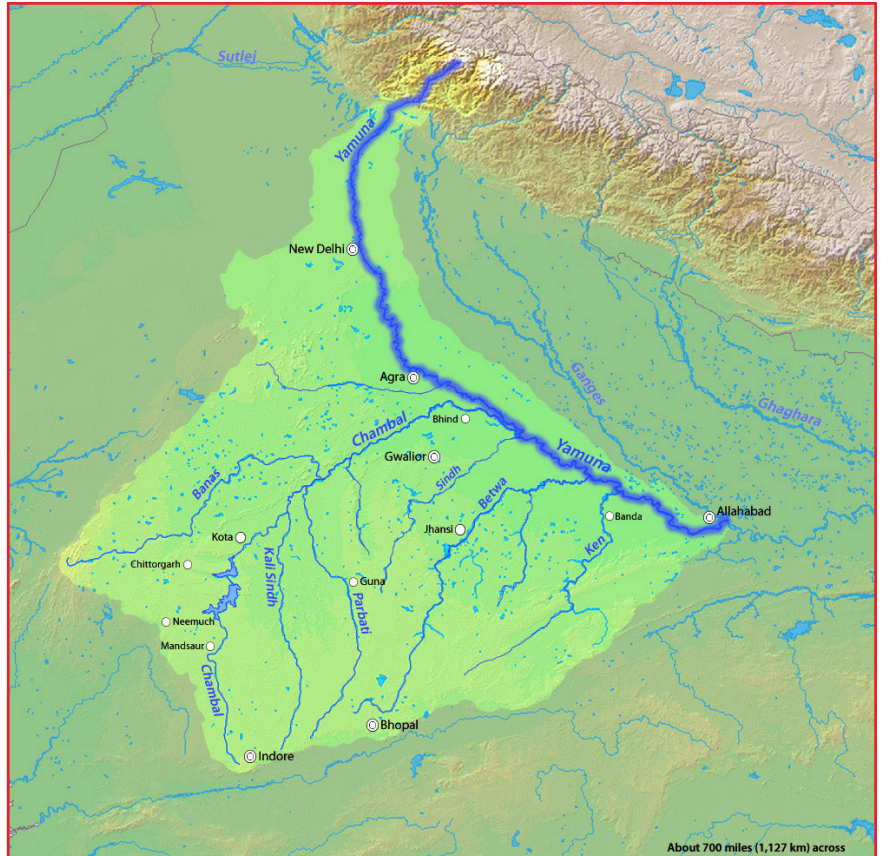 Sutlej
Yamuna
New Delhi
Ganges
Agra
Ghaghara
Chambal
Bhind
Gwalior
Yamuna
Sindh
Banas
Betwa
Allahabad
Banda
Jhansi
Kota
Ken
Chittorgarh
Kali Sindh
Guna
Parbati
Neemuch
Mandsaur
Chambal
Bhopal
Indore
About 700 miles (1,127 km) across